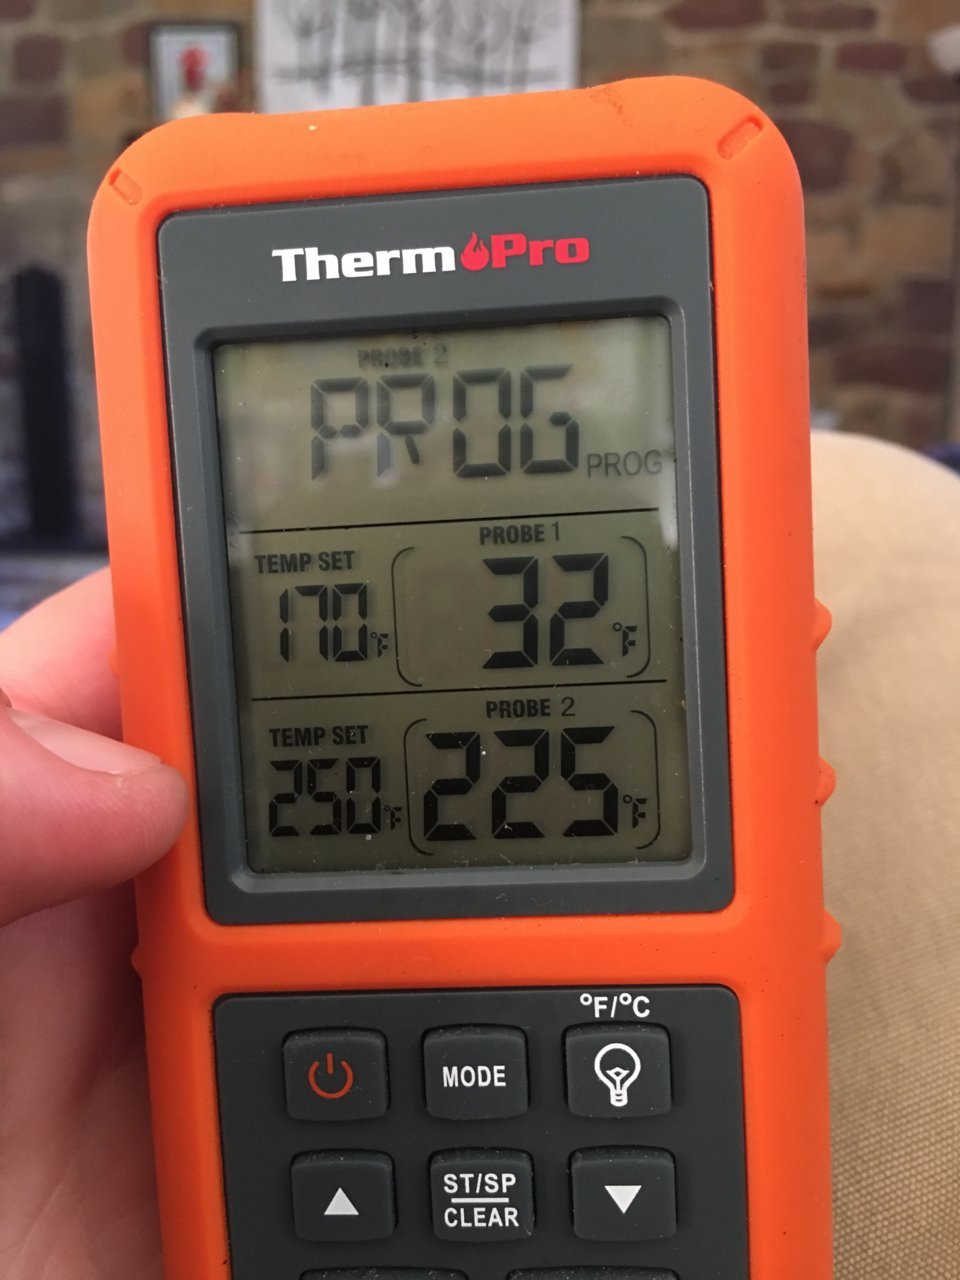 ThermPro
PROBE 2
PROG PROG
PROBE 1
TEMP SET
170°F 32°F
PROBE 2
TEMP SET
250°F 225°F
°F/°C
MODE
ST/SP
CLEAR